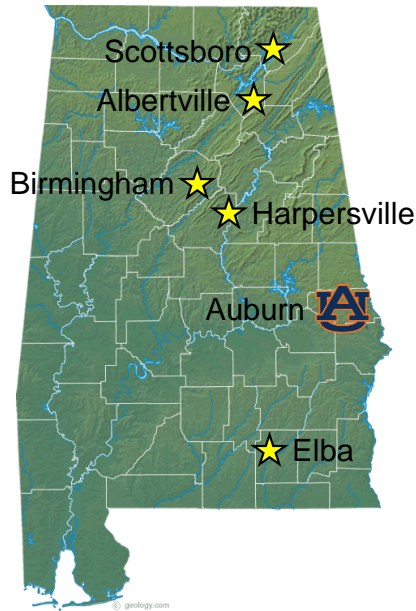 Scottsboro
Albertville
Birmingham
Harpersville
Auburn
AU
Elba
© geology.com